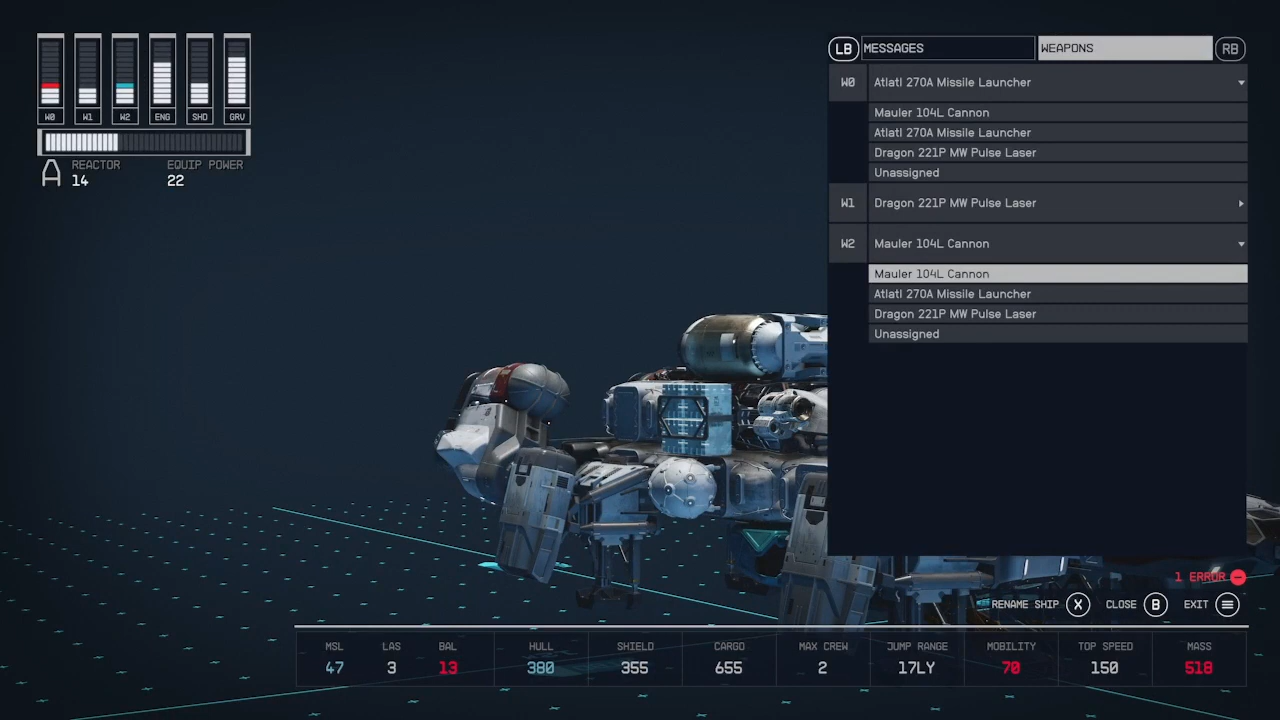 LB MESSAGES WEAPONS RB
W0 Atlatl 270A Missile Launcher
Mauler 104L Cannon
Atlatl 270A Missile Launcher
Dragon 221P MW Pulse Laser
Unassigned
W1 Dragon 221P MW Pulse Laser
W2 Mauler 104L Cannon
Mauler 104L Cannon
Atlatl 270A Missile Launcher
Dragon 221P MW Pulse Laser
Unassigned
W0 W1 W2 ENG SHD GRV
A REACTOR EQUIP POWER
14 22
1 ERROR
RENAME SHIP X CLOSE B EXIT
MSL LAS BAL HULL SHIELD CARGO MAX CREW JUMP RANGE MOBILITY TOP SPEED MASS
47 3 13 380 355 655 2 17LY 70 150 518